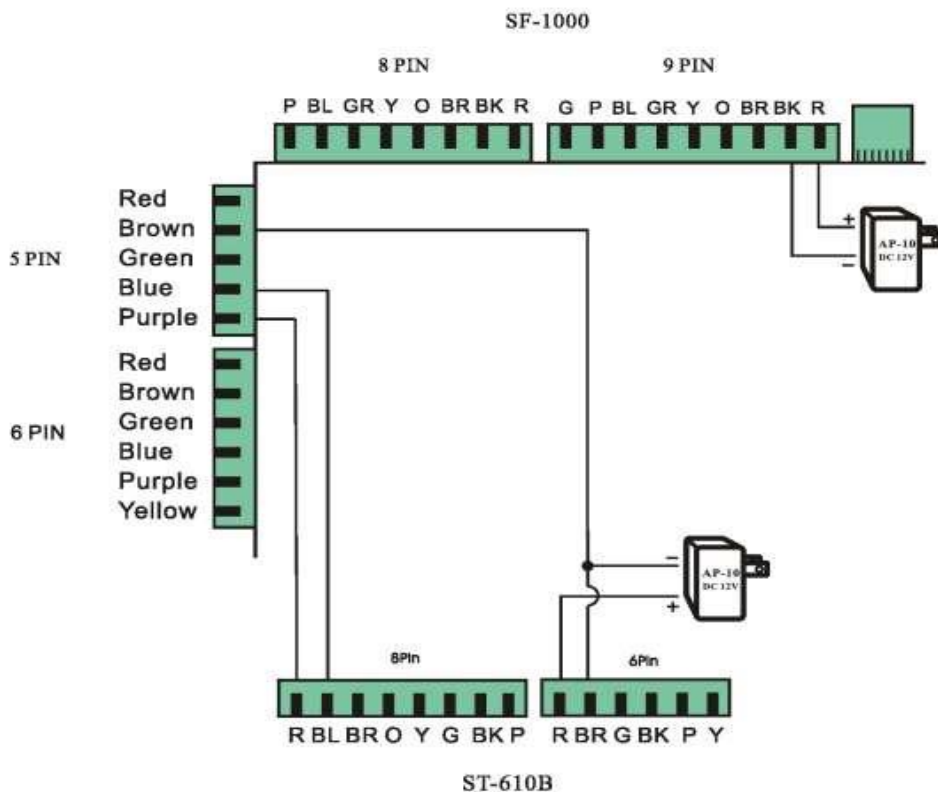 SF-1000
8 PIN
9 PIN
P BL GR Y O BR BK R
G P BL GR Y O BR BK R
5 PIN
Red
Brown
Green
Blue
Purple
+
AP-10
DC 12V
−
6 PIN
Red
Brown
Green
Blue
Purple
Yellow
−
AP-10
DC 12V
+
8Pin
6Pin
R BL BR O Y G BK P
R BR G BK P Y
ST-610B